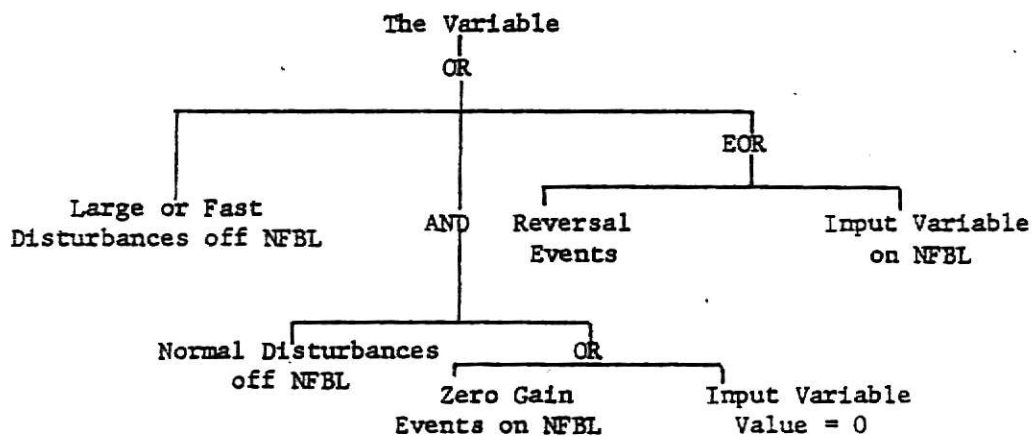 The Variable
OR
EOR
Large or Fast
Disturbances off NFBL
AND
Reversal
Events
Input Variable
on NFBL
Normal Disturbances
off NFBL
OR
Zero Gain
Events on NFBL
Input Variable
Value = 0